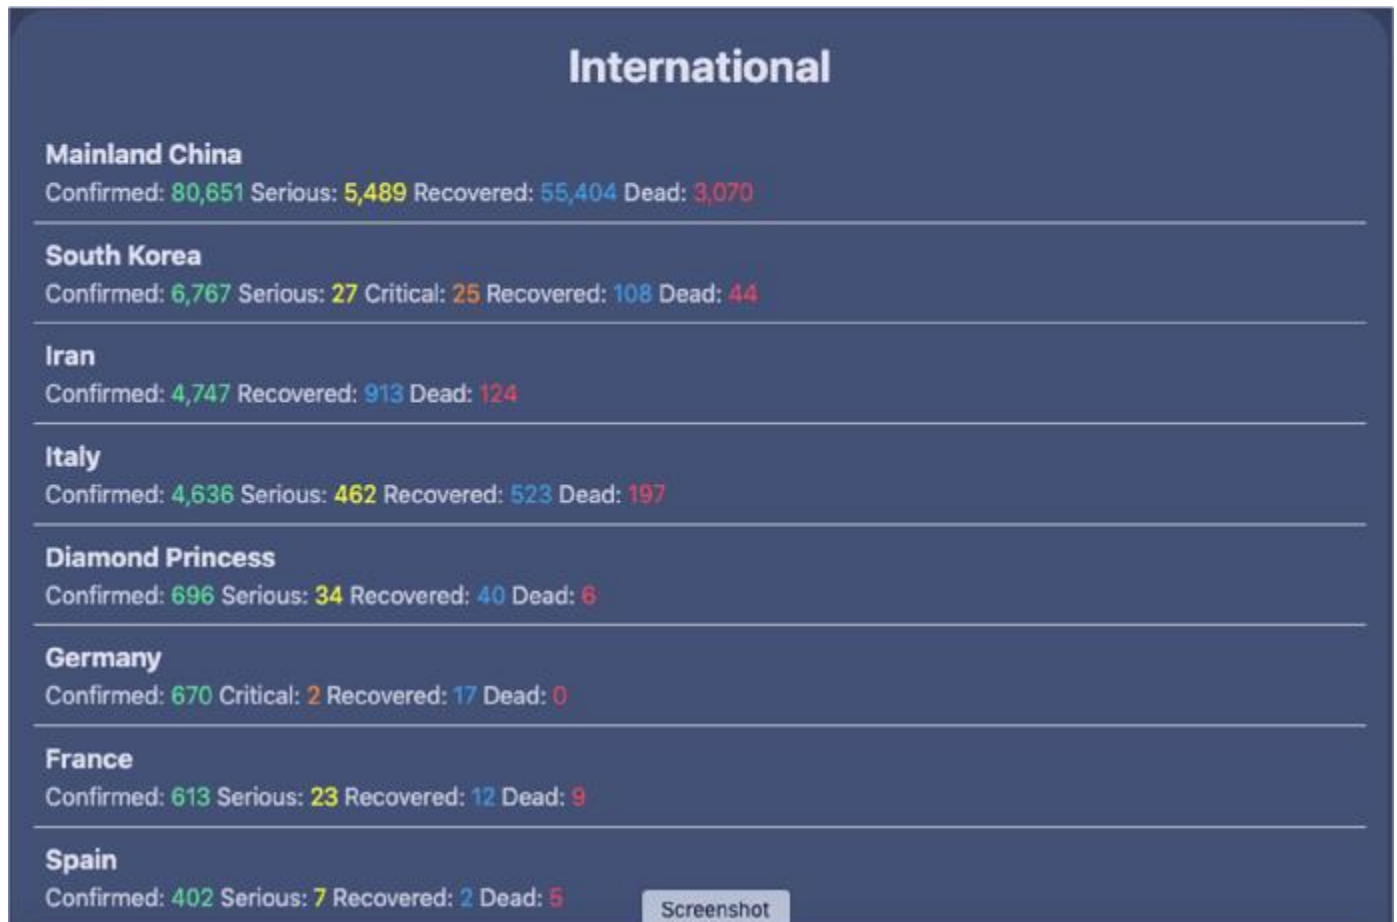 International
Mainland China
Confirmed: 80,651 Serious: 5,489 Recovered: 55,404 Dead: 3,070
South Korea
Confirmed: 6,767 Serious: 27 Critical: 25 Recovered: 108 Dead: 44
Iran
Confirmed: 4,747 Recovered: 913 Dead: 124
Italy
Confirmed: 4,636 Serious: 462 Recovered: 523 Dead: 197
Diamond Princess
Confirmed: 696 Serious: 34 Recovered: 40 Dead: 6
Germany
Confirmed: 670 Critical: 2 Recovered: 17 Dead: 0
France
Confirmed: 613 Serious: 23 Recovered: 12 Dead: 9
Spain
Confirmed: 402 Serious: 7 Recovered: 2 Dead: 5
Screenshot